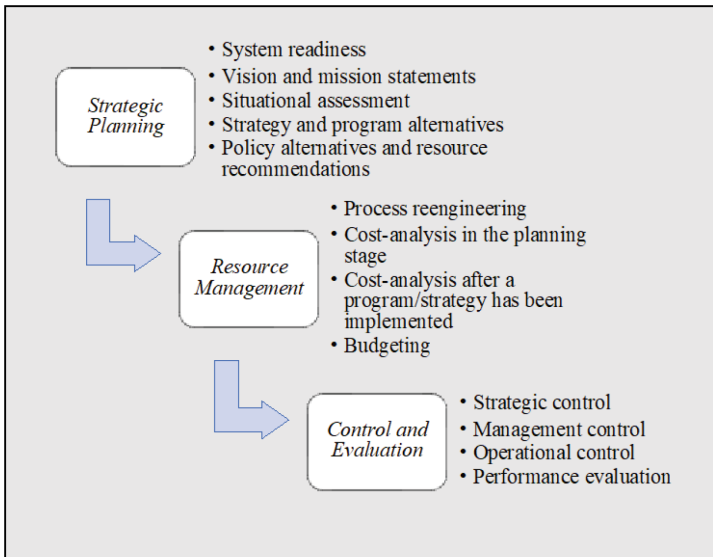 Strategic
Planning
• System readiness
• Vision and mission statements
• Situational assessment
• Strategy and program alternatives
• Policy alternatives and resource
recommendations
Resource
Management
• Process reengineering
• Cost-analysis in the planning
stage
• Cost-analysis after a
program/strategy has been
implemented
• Budgeting
Control and
Evaluation
• Strategic control
• Management control
• Operational control
• Performance evaluation